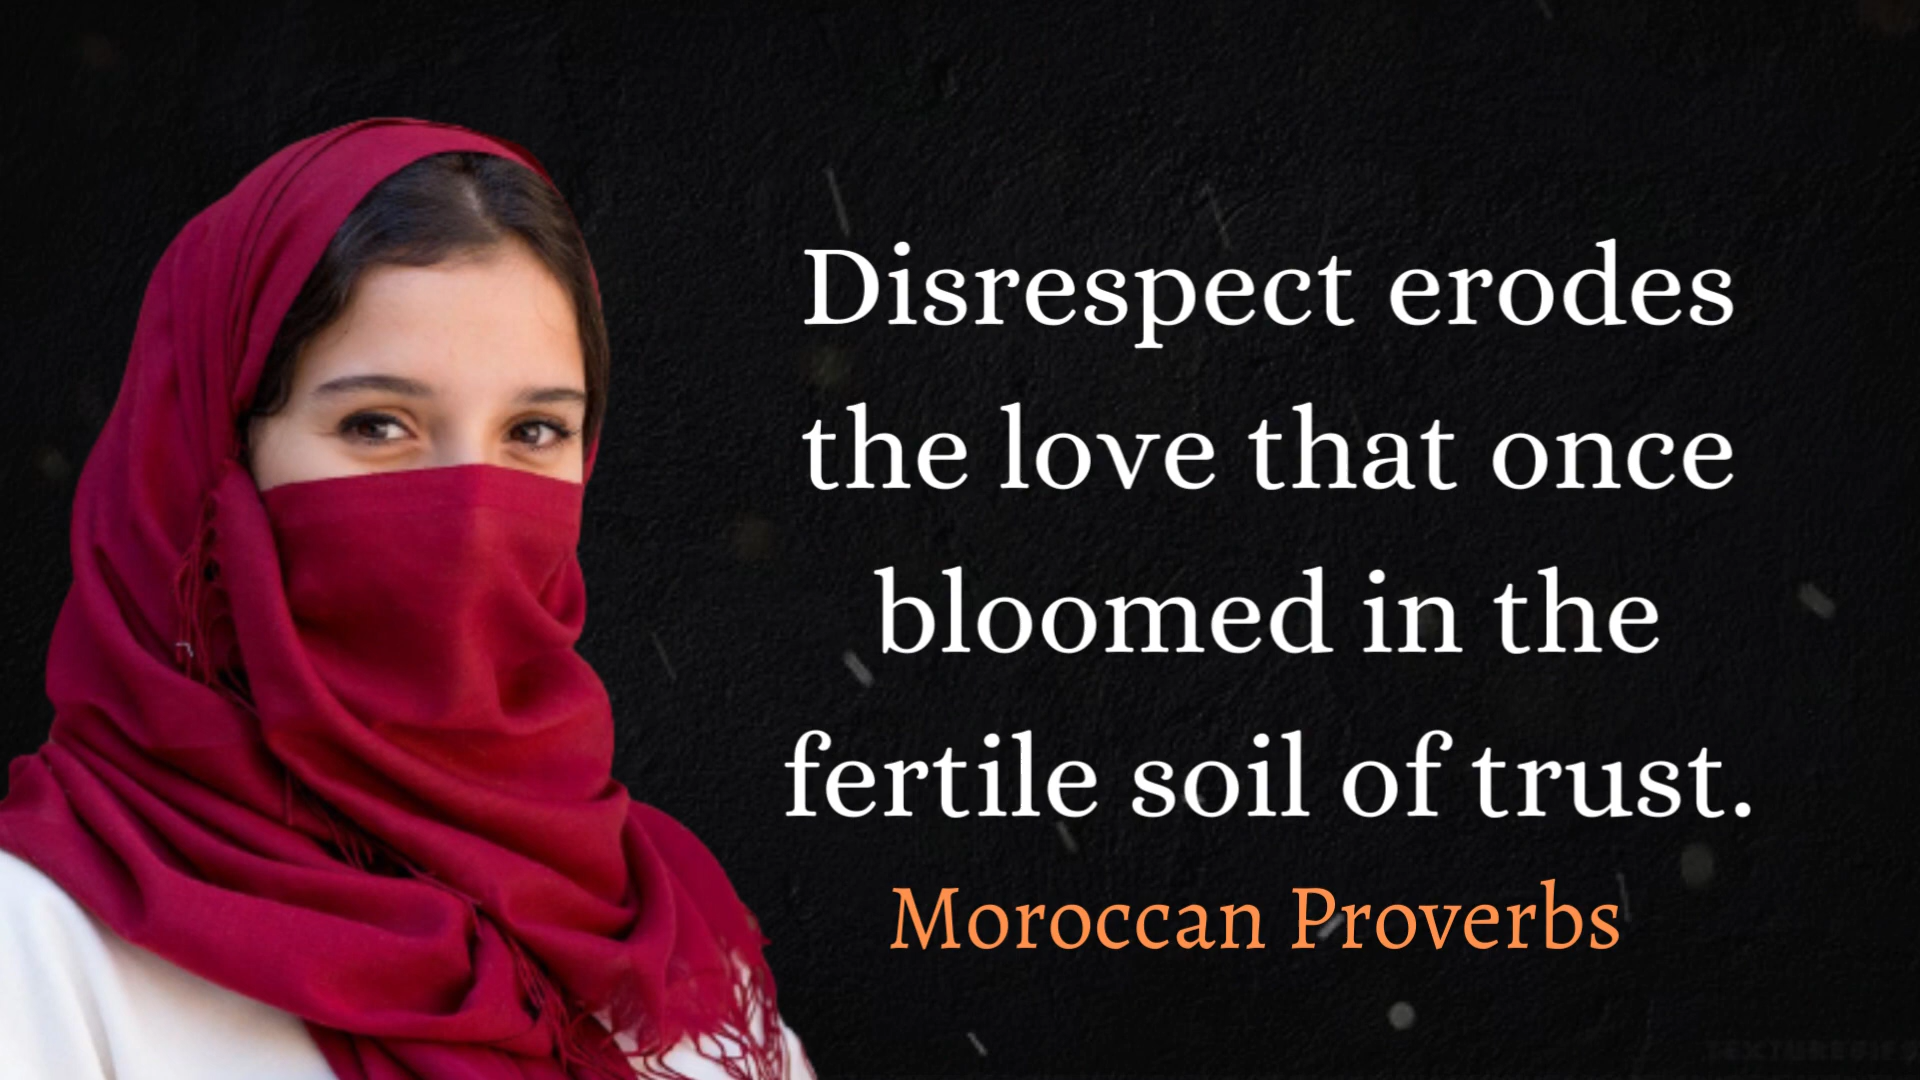 Disrespect erodes
the love that once
bloomed in the
fertile soil of trust.
Moroccan Proverbs